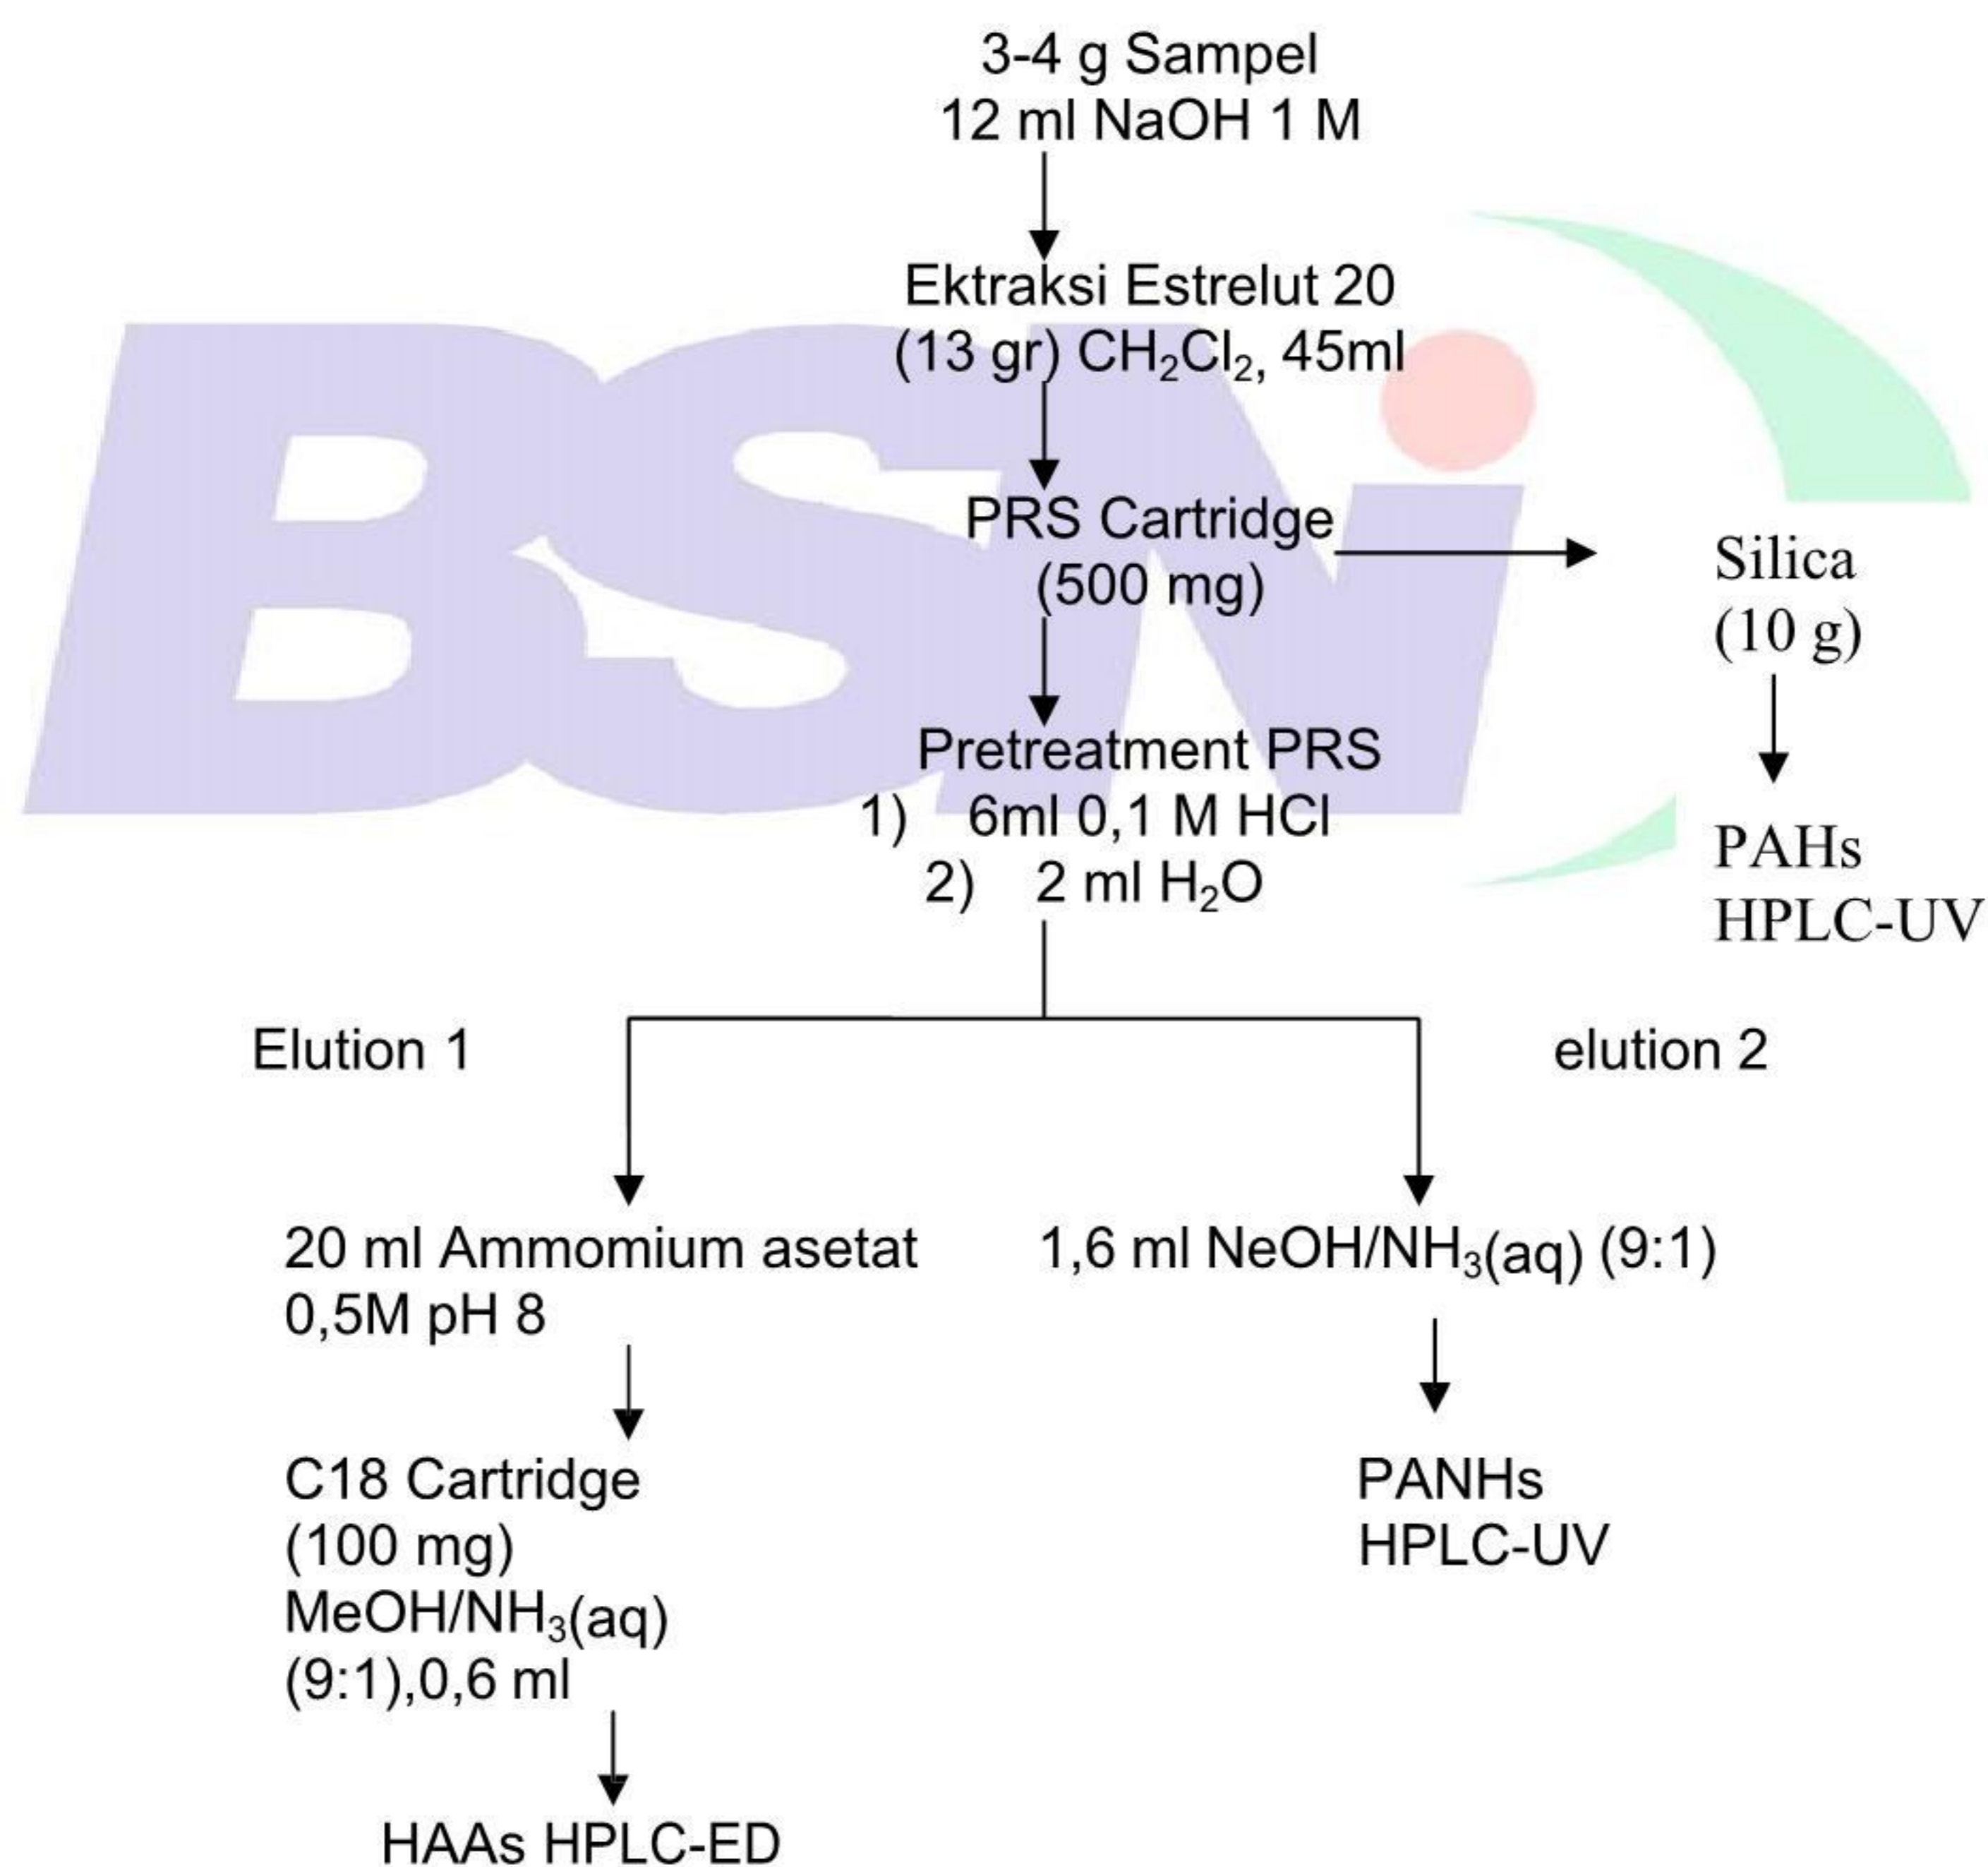 3-4 g Sampel
12 ml NaOH 1 M
Ektraksi Estrelut 20
(13 gr) CH₂Cl₂, 45ml
PRS Cartridge
(500 mg)
Silica
(10 g)
PAHs
HPLC-UV
Pretreatment PRS
1) 6ml 0,1 M HCl
2) 2 ml H₂O
Elution 1
elution 2
20 ml Ammomium asetat
0,5M pH 8
1,6 ml NeOH/NH₃(aq) (9:1)
C18 Cartridge
(100 mg)
MeOH/NH₃(aq)
(9:1),0,6 ml
PANHs
HPLC-UV
HAAs HPLC-ED
BSNi